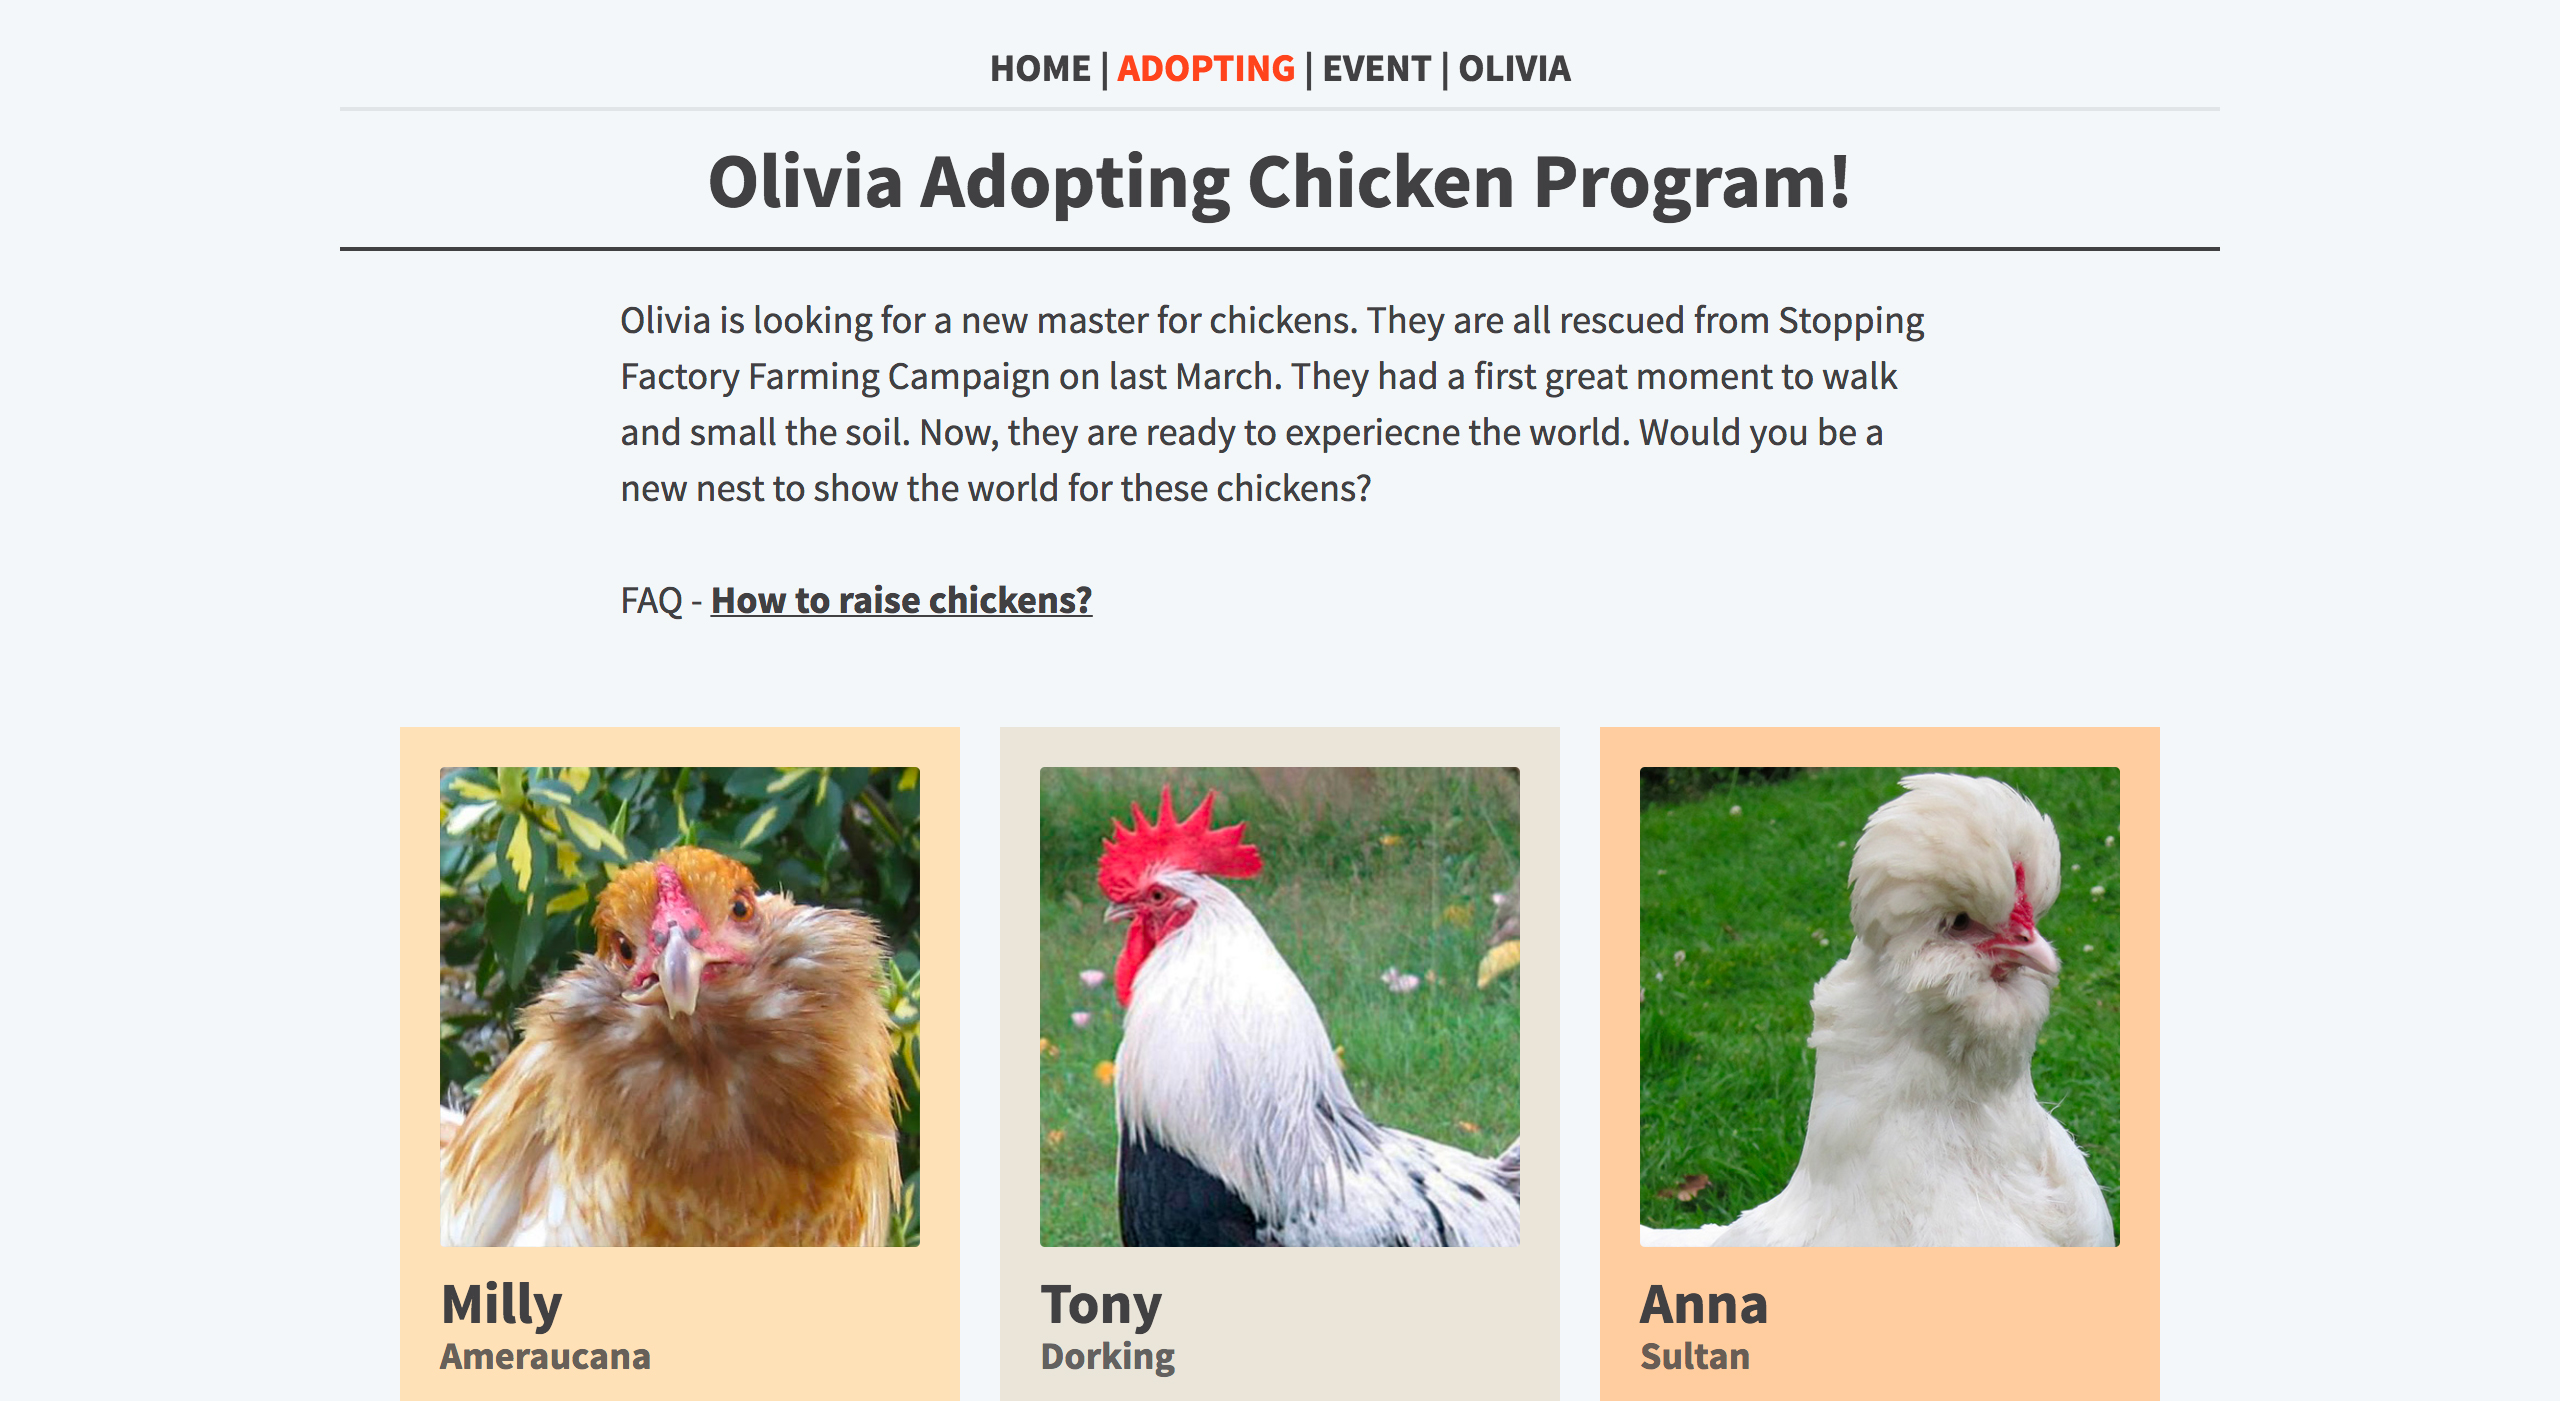 HOME | ADOPTING | EVENT | OLIVIA
Olivia Adopting Chicken Program!
Olivia is looking for a new master for chickens. They are all rescued from Stopping
Factory Farming Campaign on last March. They had a first great moment to walk
and small the soil. Now, they are ready to experiecne the world. Would you be a
new nest to show the world for these chickens?
FAQ - How to raise chickens?
Milly
Ameraucana
Tony
Dorking
Anna
Sultan